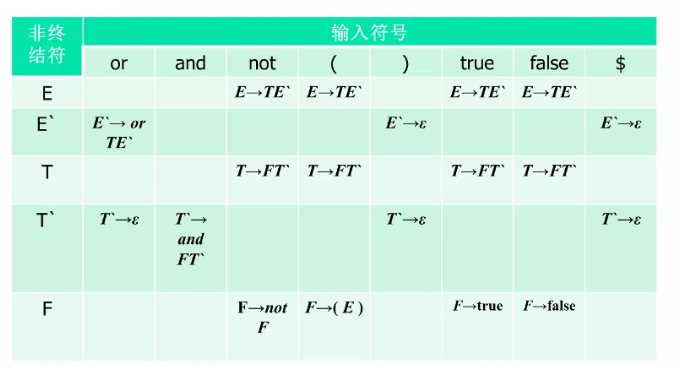 非终结符 输入符号
or and not ( ) true false $
E E→TE` E→TE` E→TE` E→TE`
E` E`→ or TE` E`→ε E`→ε
T T→FT` T→FT` T→FT` T→FT`
T` T`→ε T`→ and FT` T`→ε T`→ε
F F→not F F→( E ) F→true F→false